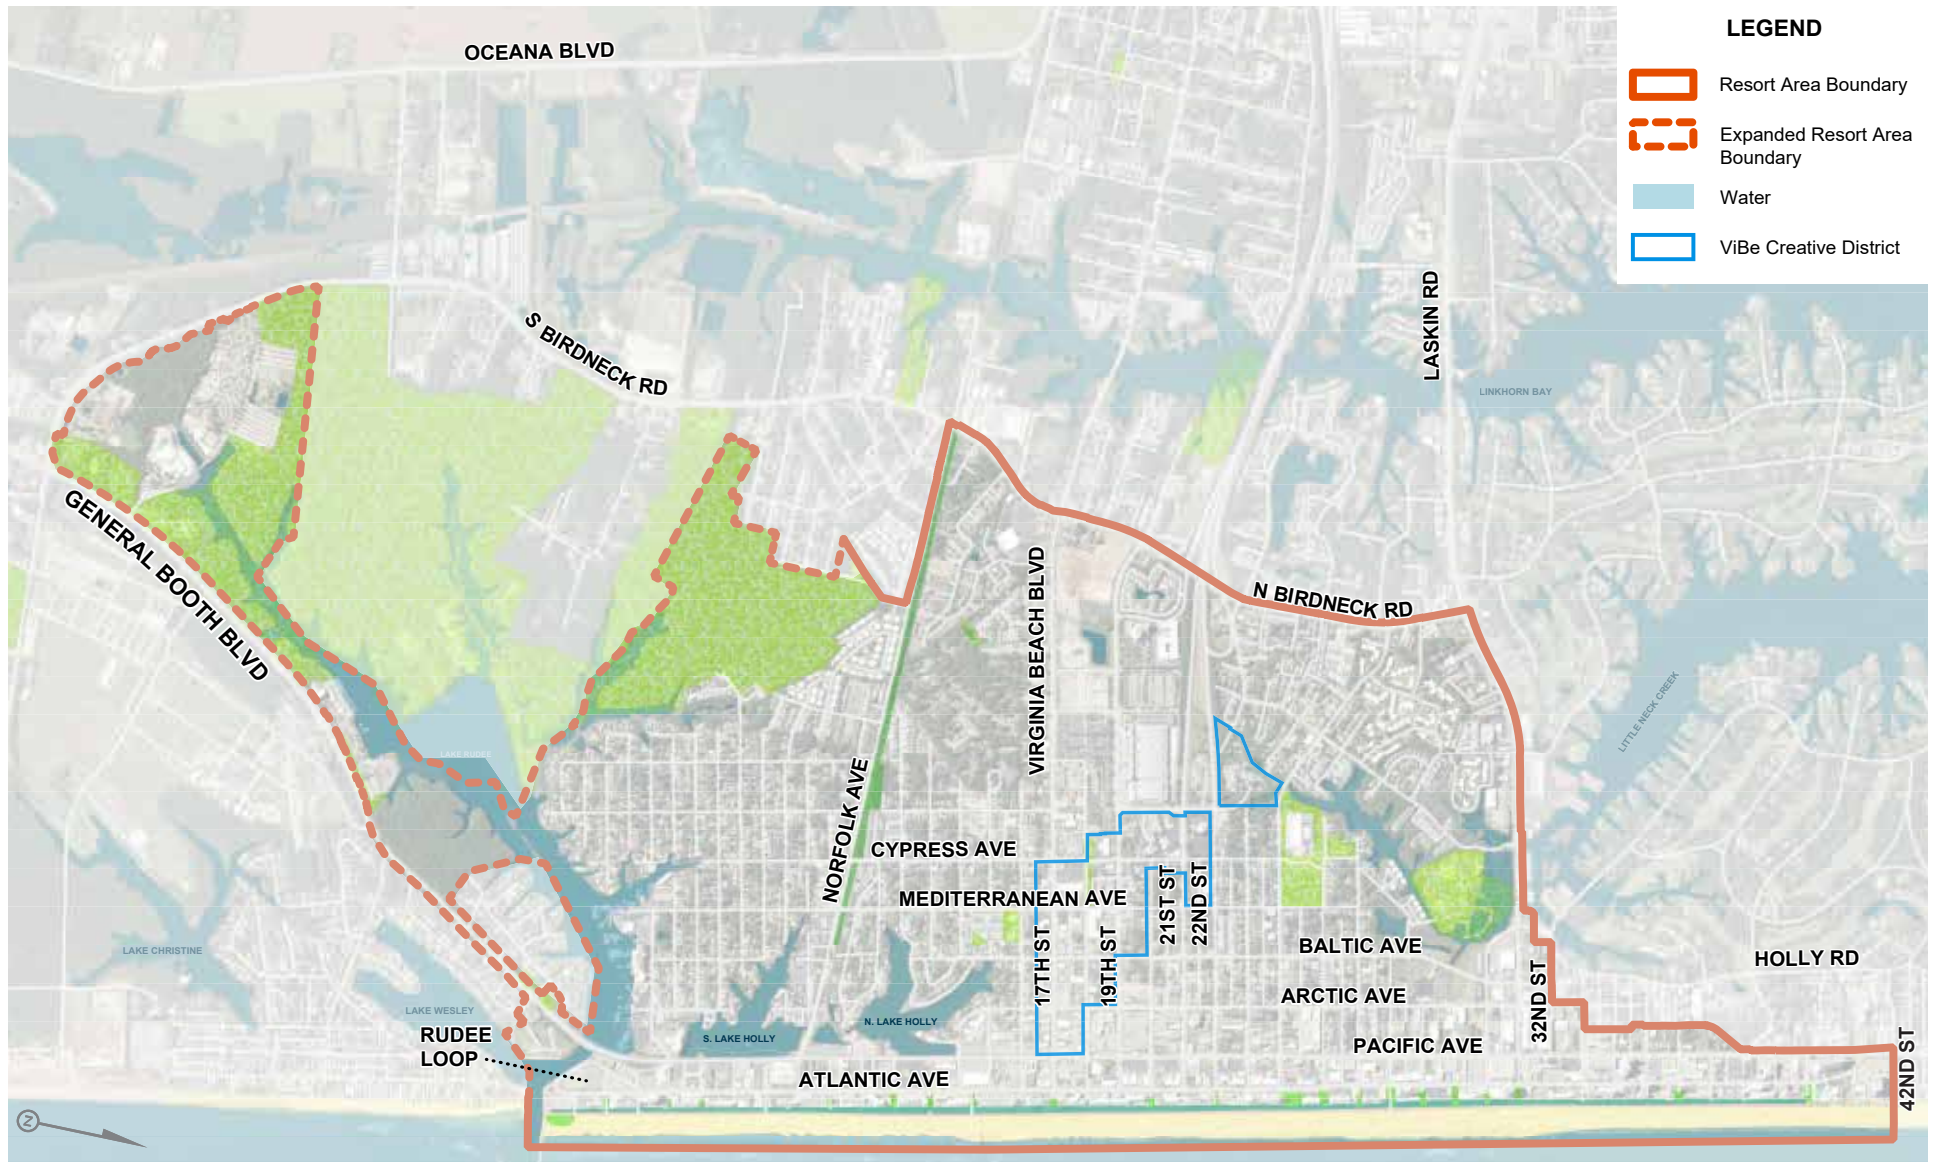 LEGEND
Resort Area Boundary
Expanded Resort Area
Boundary
Water
ViBe Creative District
OCEANA BLVD
S BIRDNECK RD
LASKIN RD
LINKHORN BAY
GENERAL BOOTH BLVD
VIRGINIA BEACH BLVD
N BIRDNECK RD
LITTLE NECK CREEK
LAKE RUDEE
NORFOLK AVE
CYPRESS AVE
MEDITERRANEAN AVE
21ST ST
22ND ST
17TH ST
19TH ST
BALTIC AVE
LAKE CHRISTINE
HOLLY RD
ARCTIC AVE
32ND ST
LAKE WESLEY
N. LAKE HOLLY
RUDEE
LOOP
S. LAKE HOLLY
PACIFIC AVE
42ND ST
ATLANTIC AVE
Z